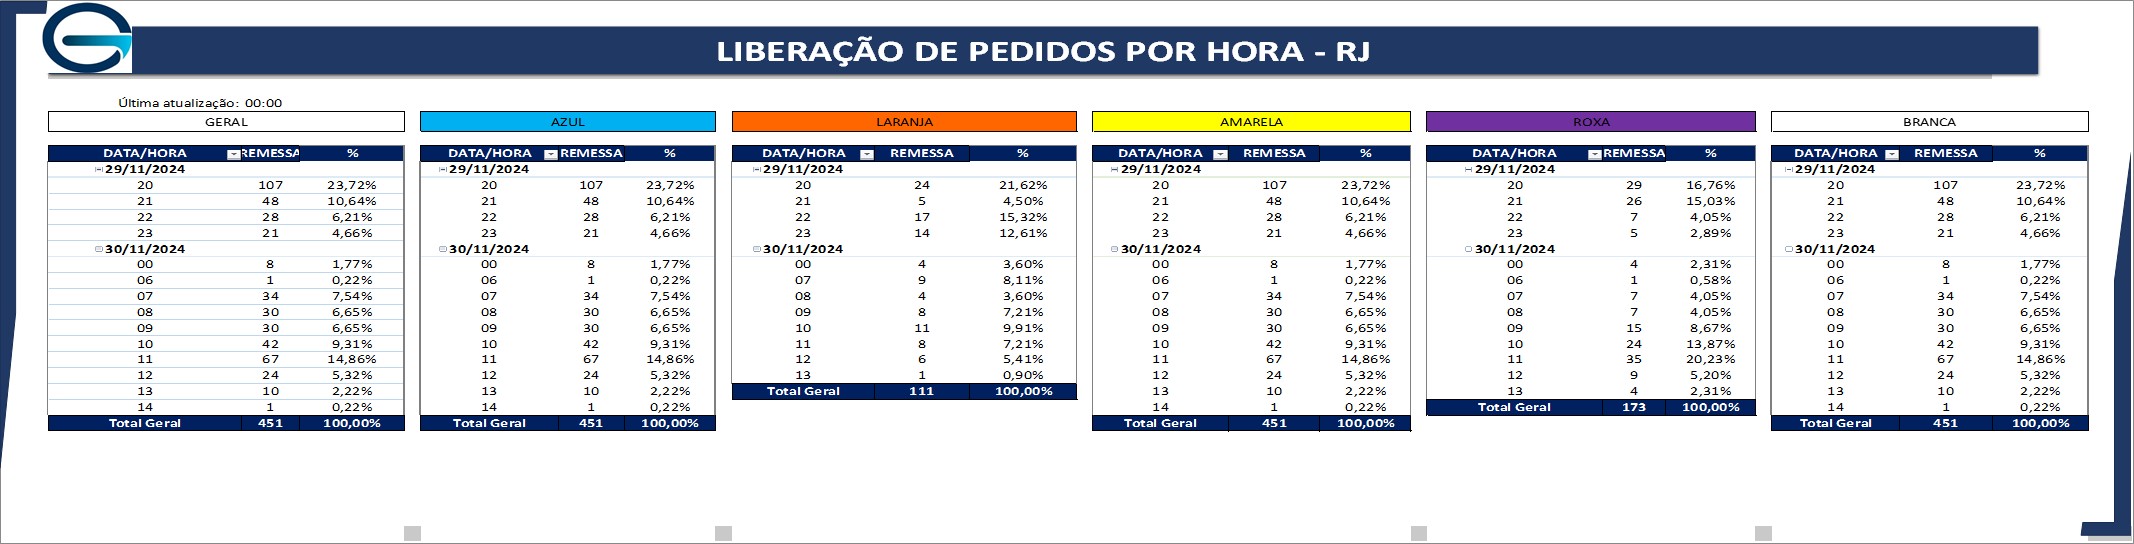 LIBERAÇÃO DE PEDIDOS POR HORA - RJ
Última atualização: 00:00
GERAL AZUL LARANJA AMARELA ROXA BRANCA
DATA/HORA REMESSA % DATA/HORA REMESSA % DATA/HORA REMESSA % DATA/HORA REMESSA % DATA/HORA REMESSA % DATA/HORA REMESSA %
29/11/2024 29/11/2024 29/11/2024 29/11/2024 29/11/2024 29/11/2024
20 107 23,72% 20 107 23,72% 20 24 21,62% 20 107 23,72% 20 29 16,76% 20 107 23,72%
21 48 10,64% 21 48 10,64% 21 5 4,50% 21 48 10,64% 21 26 15,03% 21 48 10,64%
22 28 6,21% 22 28 6,21% 22 17 15,32% 22 28 6,21% 22 7 4,05% 22 28 6,21%
23 21 4,66% 23 21 4,66% 23 14 12,61% 23 21 4,66% 23 5 2,89% 23 21 4,66%
30/11/2024 30/11/2024 30/11/2024 30/11/2024 30/11/2024 30/11/2024
00 8 1,77% 00 8 1,77% 00 4 3,60% 00 8 1,77% 00 4 2,31% 00 8 1,77%
06 1 0,22% 06 1 0,22% 07 9 8,11% 06 1 0,22% 06 1 0,58% 06 1 0,22%
07 34 7,54% 07 34 7,54% 08 4 3,60% 07 34 7,54% 07 7 4,05% 07 34 7,54%
08 30 6,65% 08 30 6,65% 09 8 7,21% 08 30 6,65% 08 7 4,05% 08 30 6,65%
09 30 6,65% 09 30 6,65% 10 11 9,91% 09 30 6,65% 09 15 8,67% 09 30 6,65%
10 42 9,31% 10 42 9,31% 11 8 7,21% 10 42 9,31% 10 24 13,87% 10 42 9,31%
11 67 14,86% 11 67 14,86% 12 6 5,41% 11 67 14,86% 11 35 20,23% 11 67 14,86%
12 24 5,32% 12 24 5,32% 13 1 0,90% 12 24 5,32% 12 9 5,20% 12 24 5,32%
13 10 2,22% 13 10 2,22% Total Geral 111 100,00% 13 10 2,22% 13 4 2,31% 13 10 2,22%
14 1 0,22% 14 1 0,22% 14 1 0,22% Total Geral 173 100,00% 14 1 0,22%
Total Geral 451 100,00% Total Geral 451 100,00% Total Geral 451 100,00% Total Geral 451 100,00%